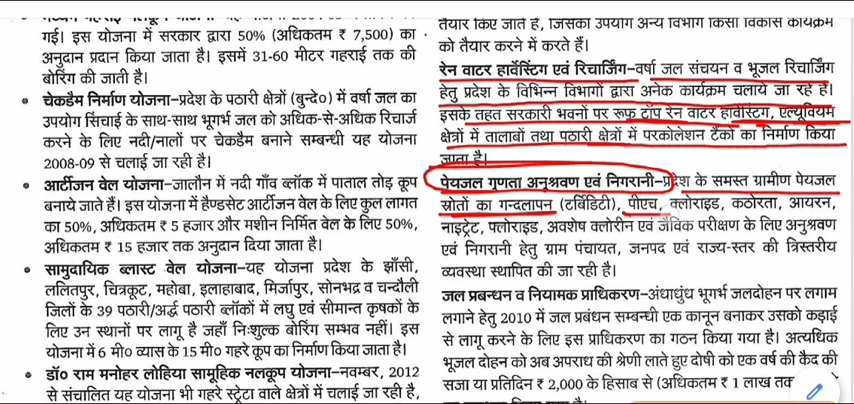 गई। इस योजना में सरकार द्वारा 50% (अधिकतम ₹ 7,500) का
अनुदान प्रदान किया जाता है। इसमें 31-60 मीटर गहराई तक की
बोरिंग की जाती है।
• चेकडैम निर्माण योजना–प्रदेश के पठारी क्षेत्रों (बुन्दे०) में वर्षा जल का
उपयोग सिंचाई के साथ-साथ भूगर्भ जल को अधिक-से-अधिक रिचार्ज
करने के लिए नदी/नालों पर चेकडैम बनाने सम्बन्धी यह योजना
2008-09 से चलाई जा रही है।
• आर्टीजन वेल योजना–जालौन में नदी गाँव ब्लॉक में पाताल तोड़ कूप
बनाये जाते हैं। इस योजना में हैण्डसेट आर्टीजन वेल के लिए कुल लागत
का 50%, अधिकतम ₹ 5 हजार और मशीन निर्मित वेल के लिए 50%,
अधिकतम ₹ 15 हजार तक अनुदान दिया जाता है।
• सामुदायिक ब्लास्ट वेल योजना–यह योजना प्रदेश के झाँसी,
ललितपुर, चित्रकूट, महोबा, इलाहाबाद, मिर्जापुर, सोनभद्र व चन्दौली
जिलों के 39 पठारी/अर्द्ध पठारी ब्लॉकों में लघु एवं सीमान्त कृषकों के
लिए उन स्थानों पर लागू है जहाँ निःशुल्क बोरिंग सम्भव नहीं। इस
योजना में 6 मी० व्यास के 15 मी० गहरे कूप का निर्माण किया जाता है।
• डॉ० राम मनोहर लोहिया सामूहिक नलकूप योजना–नवम्बर, 2012
से संचालित यह योजना भी गहरे स्ट्रेटा वाले क्षेत्रों में चलाई जा रही है,
तैयार किए जाते हैं, जिसका उपयोग अन्य विभाग किसी विकास कार्यक्रम
को तैयार करने में करते हैं।
रेन वाटर हार्वेस्टिंग एवं रिचार्जिंग–वर्षा जल संचयन व भूजल रिचार्जिंग
हेतु प्रदेश के विभिन्न विभागों द्वारा अनेक कार्यक्रम चलाये जा रहे हैं।
इसके तहत सरकारी भवनों पर रूफ टॉप रेन वाटर हार्वेस्टिंग, एल्यूवियम
क्षेत्रों में तालाबों तथा पठारी क्षेत्रों में परकोलेशन टैंकों का निर्माण किया
जाता है।
पेयजल गुणता अनुश्रवण एवं निगरानी–प्रदेश के समस्त ग्रामीण पेयजल
स्रोतों का गन्दलापन (टर्बिडिटी), पीएच, क्लोराइड, कठोरता, आयरन,
नाइट्रेट, फ्लोराइड, अवशेष क्लोरीन एवं जैविक परीक्षण के लिए अनुश्रवण
एवं निगरानी हेतु ग्राम पंचायत, जनपद एवं राज्य-स्तर की त्रिस्तरीय
व्यवस्था स्थापित की जा रही है।
जल प्रबन्धन व नियामक प्राधिकरण–अंधाधुंध भूगर्भ जलदोहन पर लगाम
लगाने हेतु 2010 में जल प्रबंधन सम्बन्धी एक कानून बनाकर उसको कड़ाई
से लागू करने के लिए इस प्राधिकरण का गठन किया गया है। अत्यधिक
भूजल दोहन को अब अपराध की श्रेणी लाते हुए दोषी को एक वर्ष की कैद की
सजा या प्रतिदिन ₹ 2,000 के हिसाब से (अधिकतम ₹ 1 लाख तक